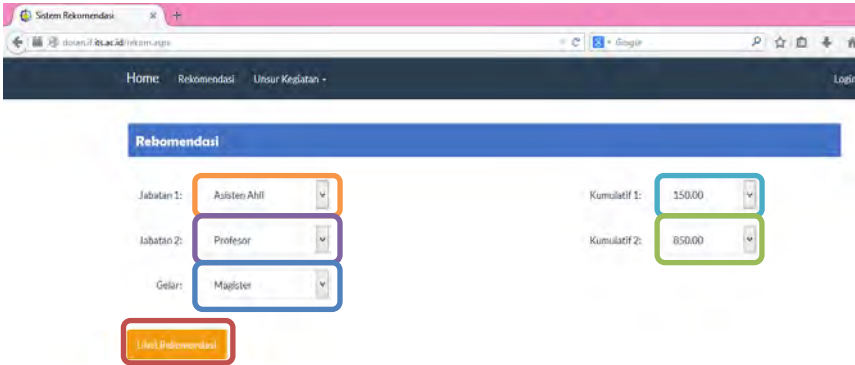 Sistem Rekomendasi × +
dosen.if.its.ac.id/rekom.aspx Google
Home Rekomendasi Unsur Kegiatan Login
Rekomendasi
Jabatan 1: Asisten Ahli Kumulatif 1: 150.00
Jabatan 2: Profesor Kumulatif 2: 850.00
Gelar: Magister
Lihat Rekomendasi